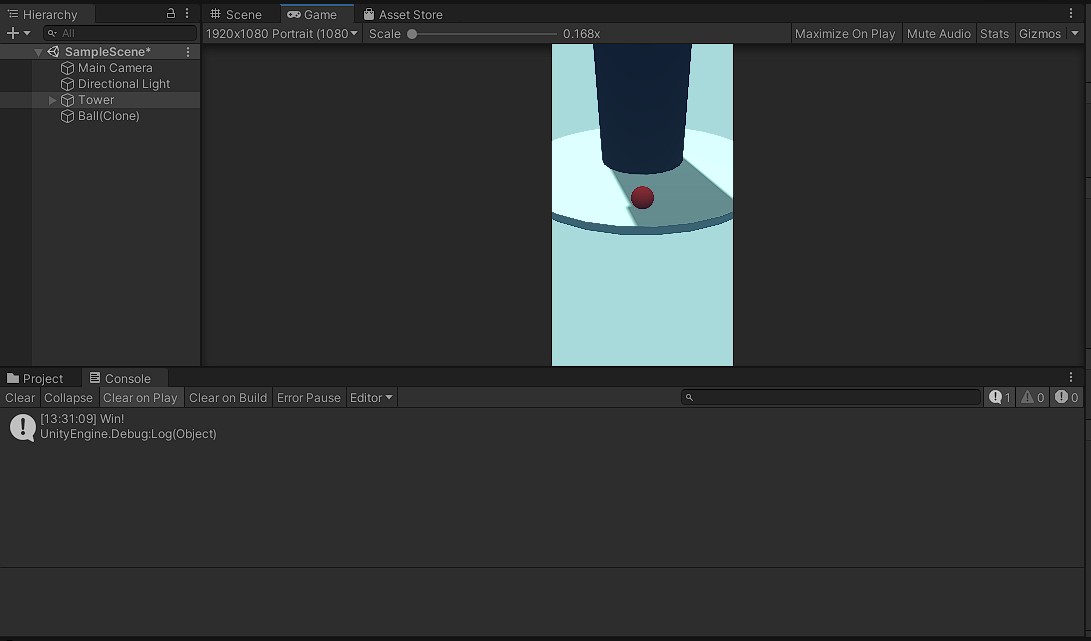 Hierarchy
All
SampleScene*
Main Camera
Directional Light
Tower
Ball(Clone)
Scene
Game
Asset Store
1920x1080 Portrait (1080
Scale
0.168x
Maximize On Play
Mute Audio
Stats
Gizmos
Project
Console
Clear
Collapse
Clear on Play
Clear on Build
Error Pause
Editor
1
0
0
[13:31:09] Win!
UnityEngine.Debug:Log(Object)